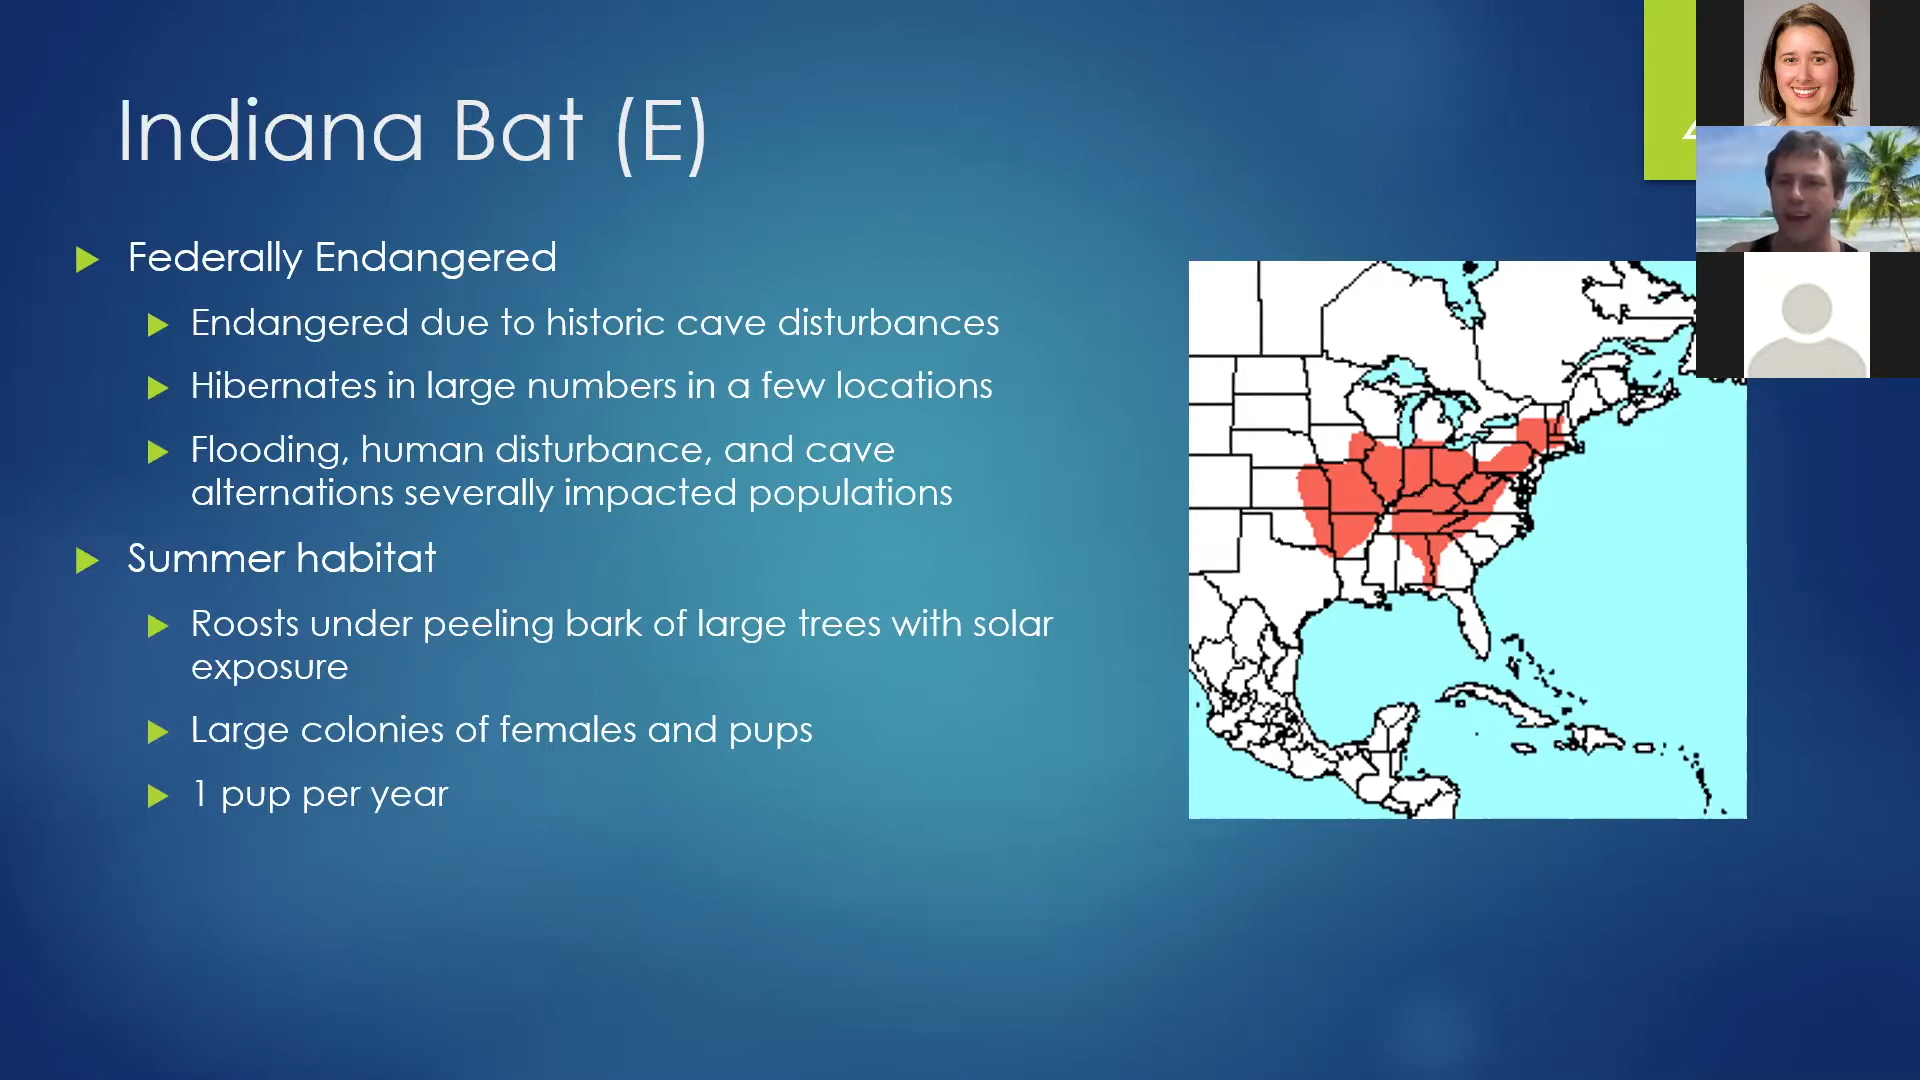 Indiana Bat (E)
Federally Endangered
Endangered due to historic cave disturbances
Hibernates in large numbers in a few locations
Flooding, human disturbance, and cave
alternations severally impacted populations
Summer habitat
Roosts under peeling bark of large trees with solar
exposure
Large colonies of females and pups
1 pup per year